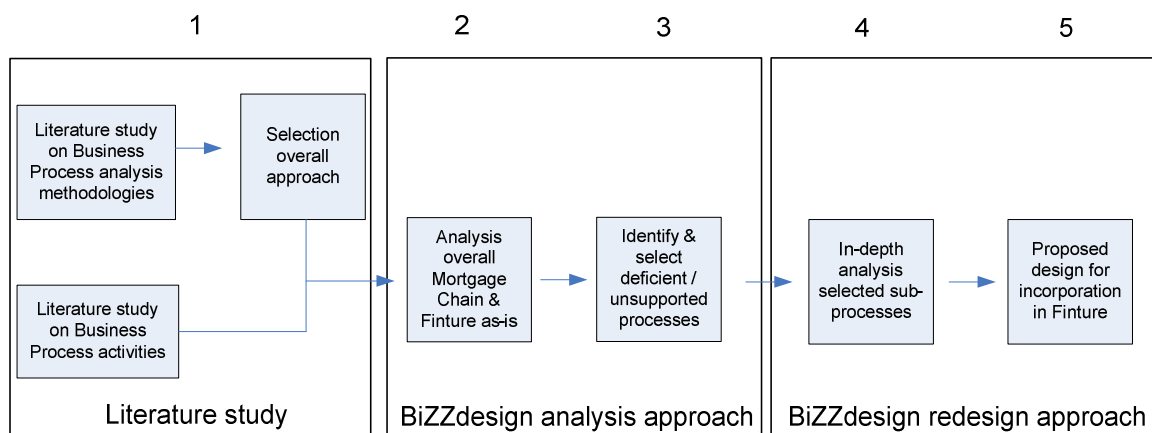 1
2
3
4
5
Literature study
on Business
Process analysis
methodologies
Selection
overall
approach
Literature study
on Business
Process activities
Analysis
overall
Mortgage
Chain &
Finture as-is
Identify &
select
deficient /
unsupported
processes
In-depth
analysis
selected sub-
processes
Proposed
design for
incorporation
in Finture
Literature study
BiZZdesign analysis approach
BiZZdesign redesign approach